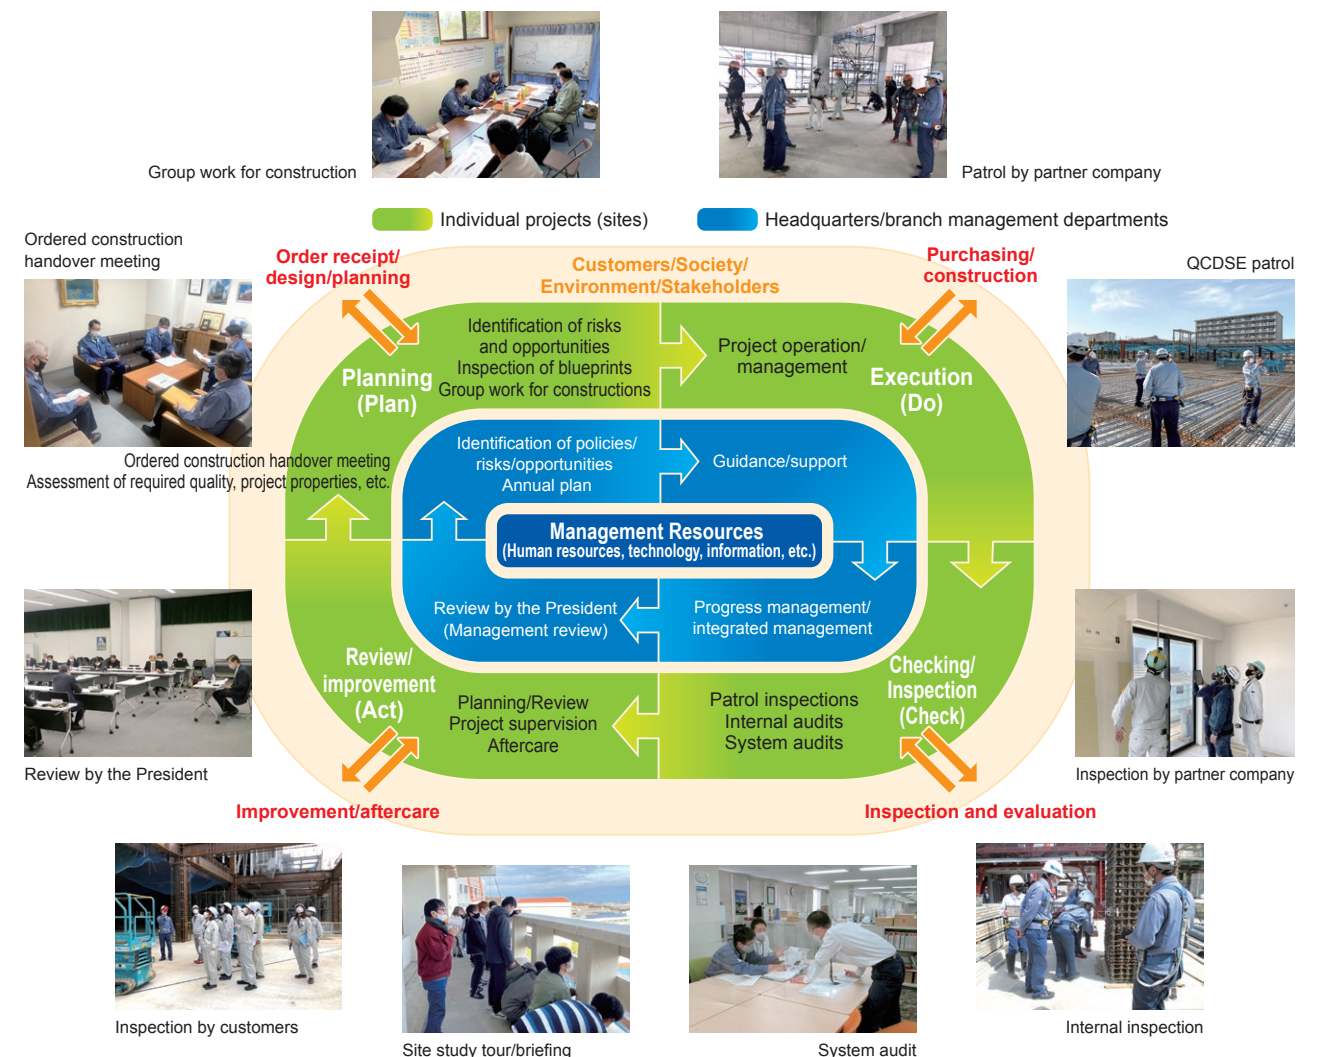 Group work for construction
Patrol by partner company
Individual projects (sites)
Headquarters/branch management departments
Ordered construction
handover meeting
Order receipt/
design/planning
Customers/Society/
Environment/Stakeholders
Purchasing/
construction
QCDSE patrol
Identification of risks
and opportunities
Inspection of blueprints
Group work for constructions
Project operation/
management
Planning
(Plan)
Execution
(Do)
Ordered construction handover meeting
Assessment of required quality, project properties, etc.
Identification of policies/
risks/opportunities
Annual plan
Guidance/support
Management Resources
(Human resources, technology, information, etc.)
Review by the President
(Management review)
Progress management/
integrated management
Review/
improvement
(Act)
Checking/
Inspection
(Check)
Planning/Review
Project supervision
Aftercare
Patrol inspections
Internal audits
System audits
Review by the President
Inspection by partner company
Improvement/aftercare
Inspection and evaluation
Inspection by customers
Site study tour/briefing
System audit
Internal inspection